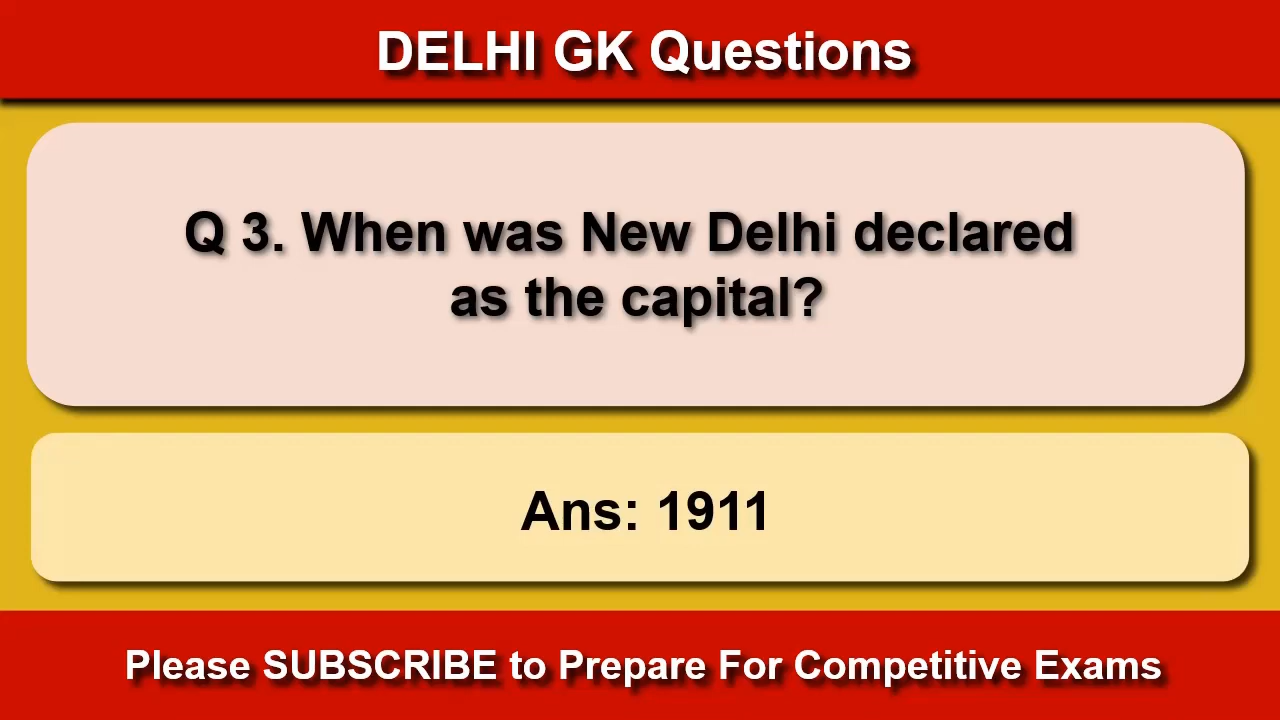 DELHI GK Questions
Q 3. When was New Delhi declared
as the capital?
Ans: 1911
Please SUBSCRIBE to Prepare For Competitive Exams